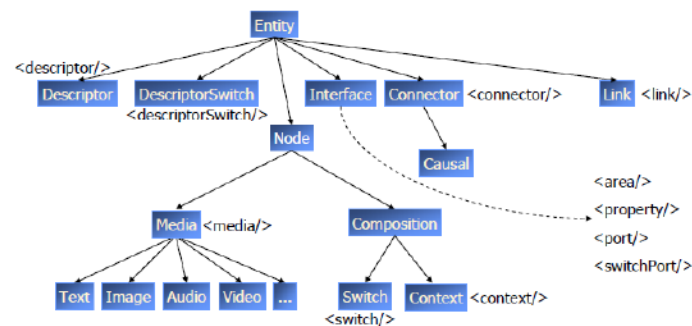 Entity
<descriptor/>
Descriptor DescriptorSwitch Interface Connector <connector/> Link <link/>
<descriptorSwitch/>
Node
Causal
<area/>
<property/>
<port/>
<switchPort/>
Media <media/> Composition
Text Image Audio Video ... Switch Context <context/>
<switch/>